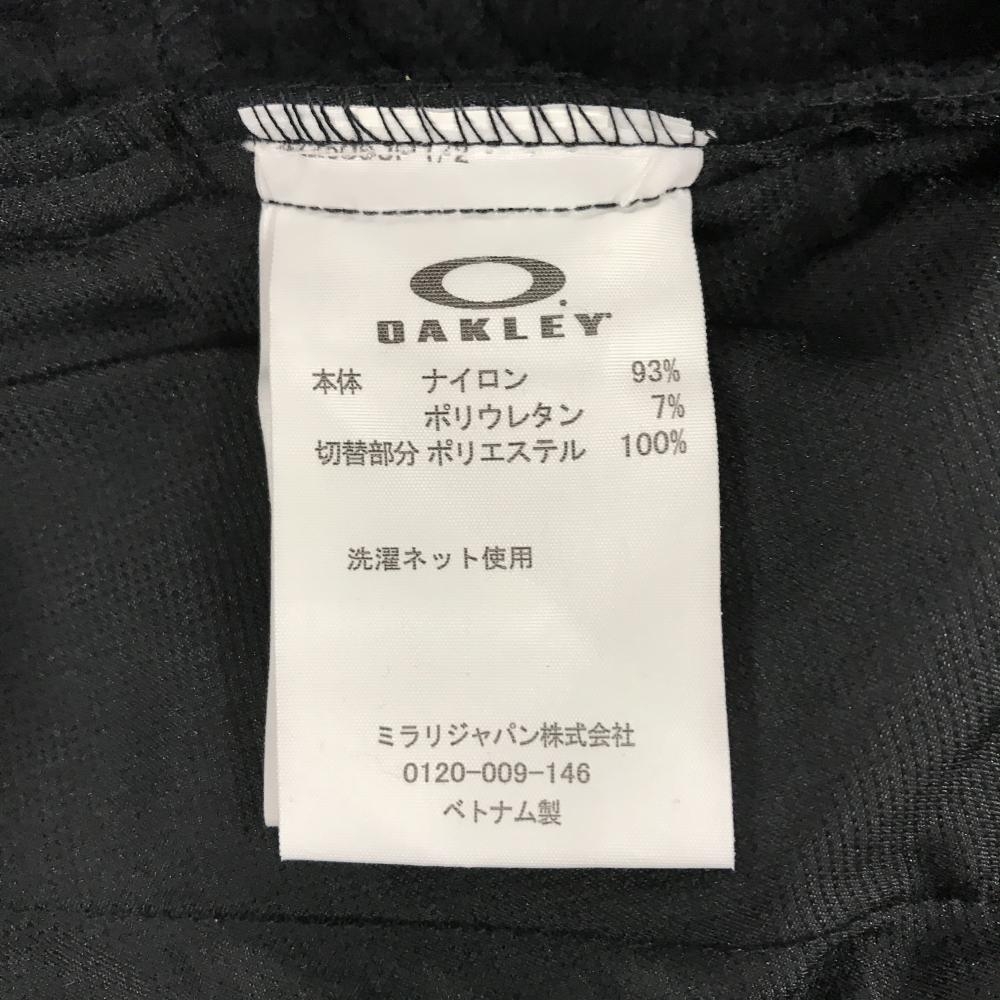 OAKLEY
本体 ナイロン 93%
ポリウレタン 7%
切替部分 ポリエステル 100%
洗濯ネット使用
ミラリジャパン株式会社
0120-009-146
ベトナム製